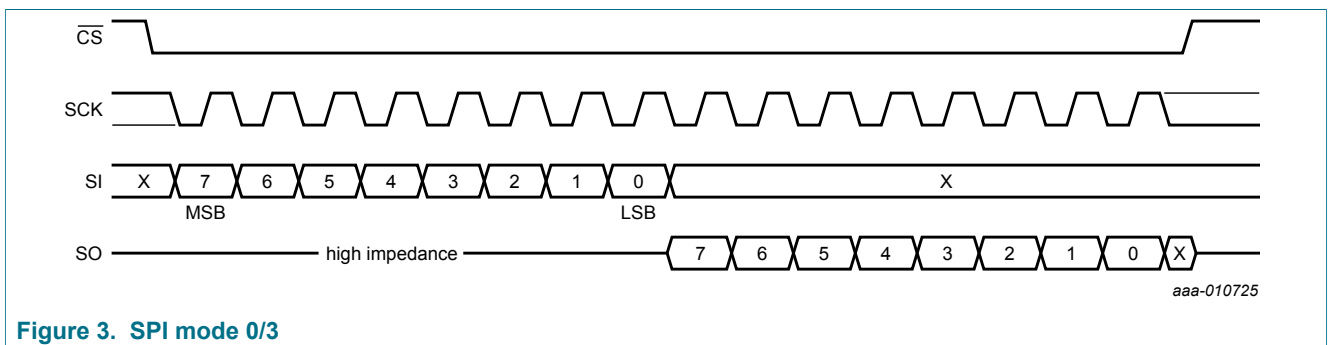 CS
SCK
SI X 7 6 5 4 3 2 1 0 X
MSB LSB
SO high impedance 7 6 5 4 3 2 1 0 X
aaa-010725
Figure 3. SPI mode 0/3